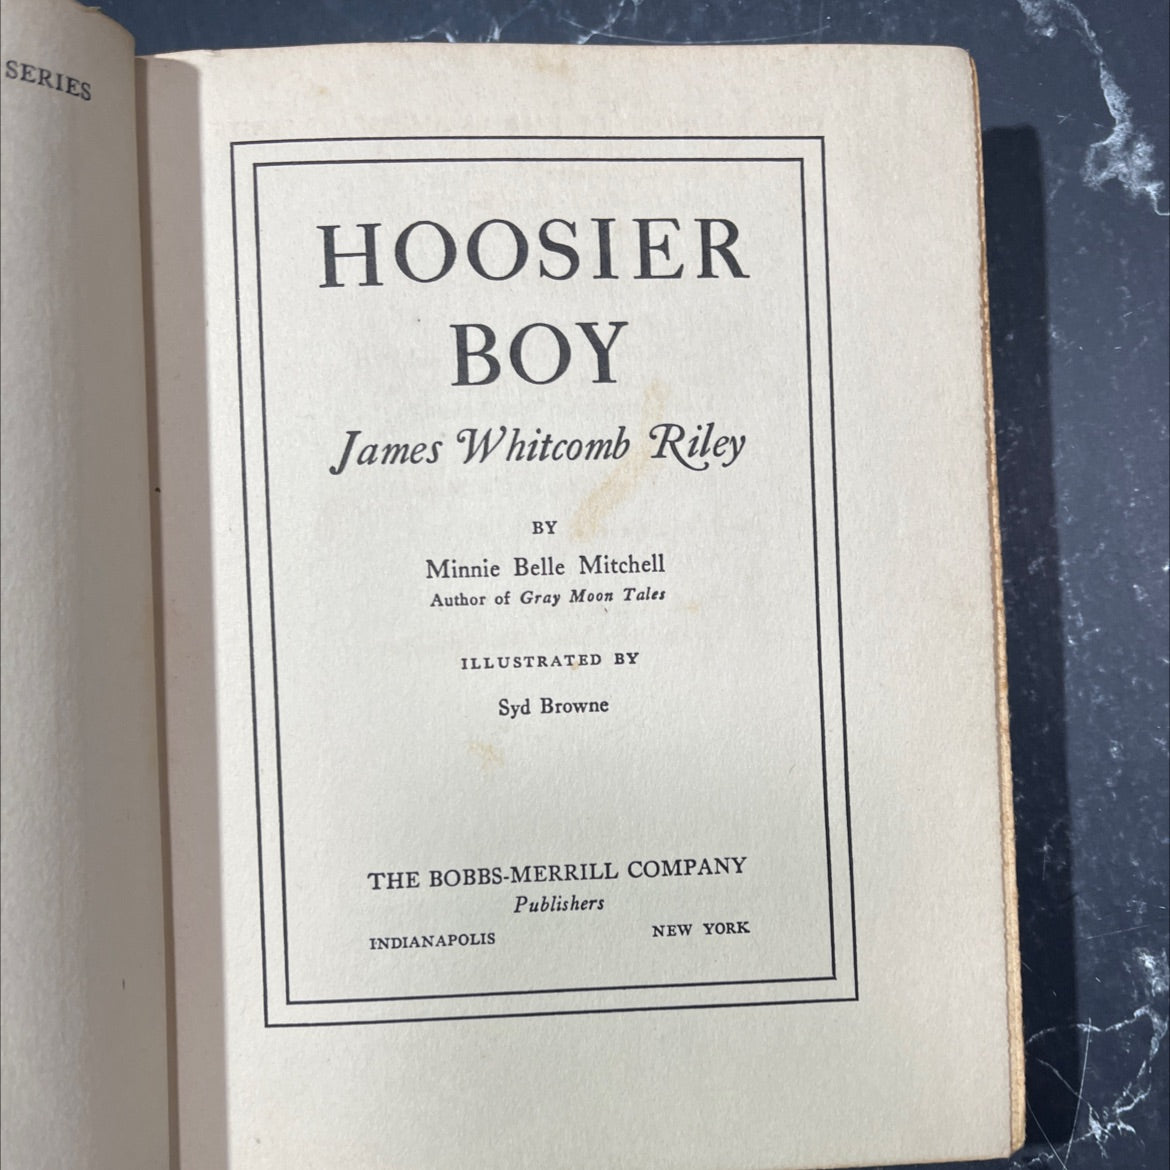 SERIES
HOOSIER
BOY
James Whitcomb Riley
BY
Minnie Belle Mitchell
Author of Gray Moon Tales
ILLUSTRATED BY
Syd Browne
THE BOBBS-MERRILL COMPANY
Publishers
INDIANAPOLIS NEW YORK